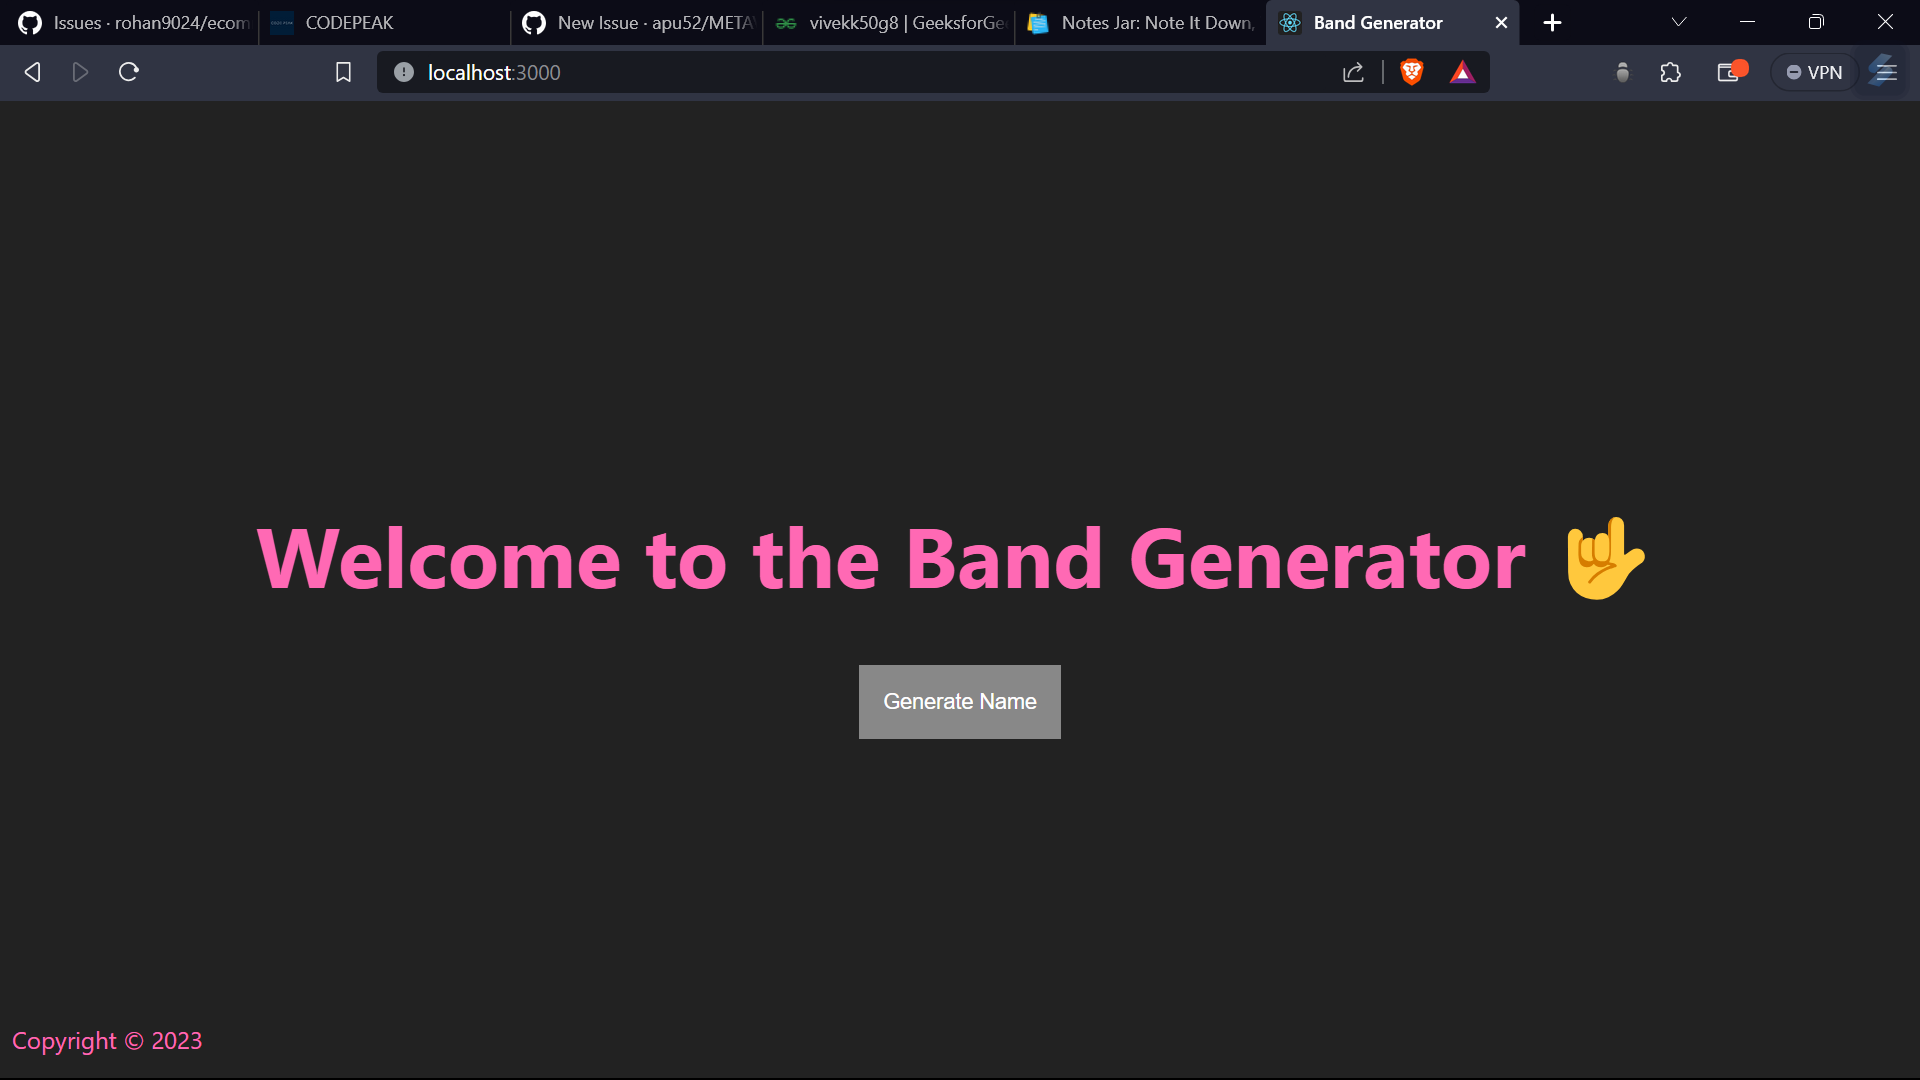 Issues · rohan9024/ecom
CODEPEAK
New Issue · apu52/META
vivekk50g8 | GeeksforGe
Notes Jar: Note It Down,
Band Generator
localhost:3000
VPN
Welcome to the Band Generator 🤘
Generate Name
Copyright © 2023